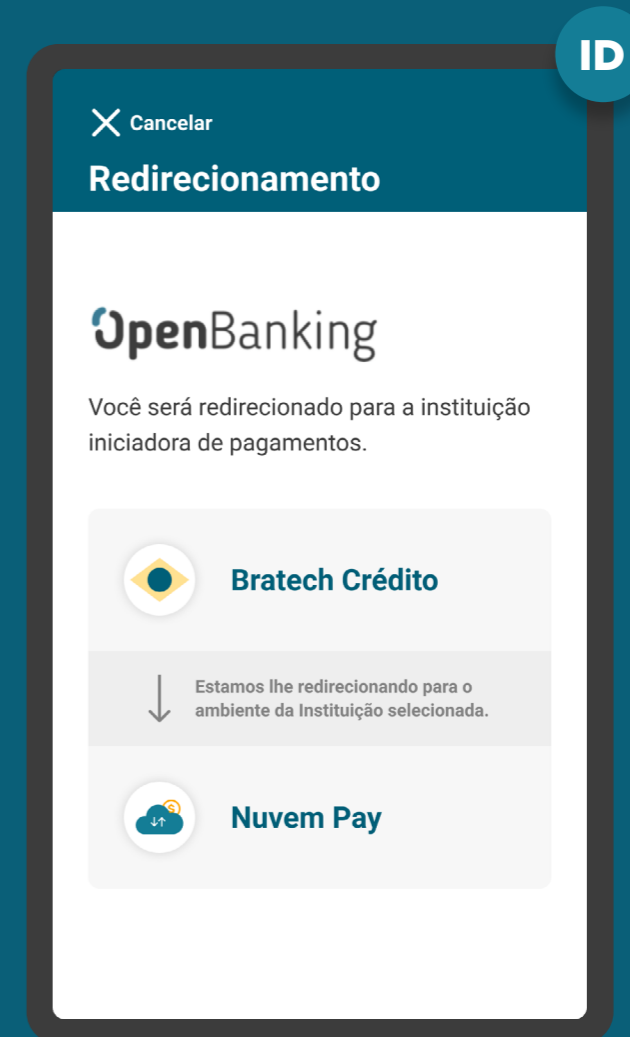 ID
Cancelar
Redirecionamento
OpenBanking
Você será redirecionado para a instituição
iniciadora de pagamentos.
Bratech Crédito
Estamos lhe redirecionando para o
ambiente da Instituição selecionada.
$
Nuvem Pay